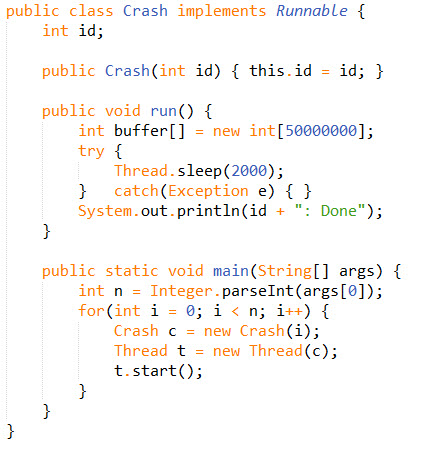 public class Crash implements Runnable {
    int id;

    public Crash(int id) { this.id = id; }

    public void run() {
        int buffer[] = new int[50000000];
        try {
            Thread.sleep(2000);
        }   catch(Exception e) { }
        System.out.println(id + ": Done");
    }

    public static void main(String[] args) {
        int n = Integer.parseInt(args[0]);
        for(int i = 0; i < n; i++) {
            Crash c = new Crash(i);
            Thread t = new Thread(c);
            t.start();
        }
    }
}